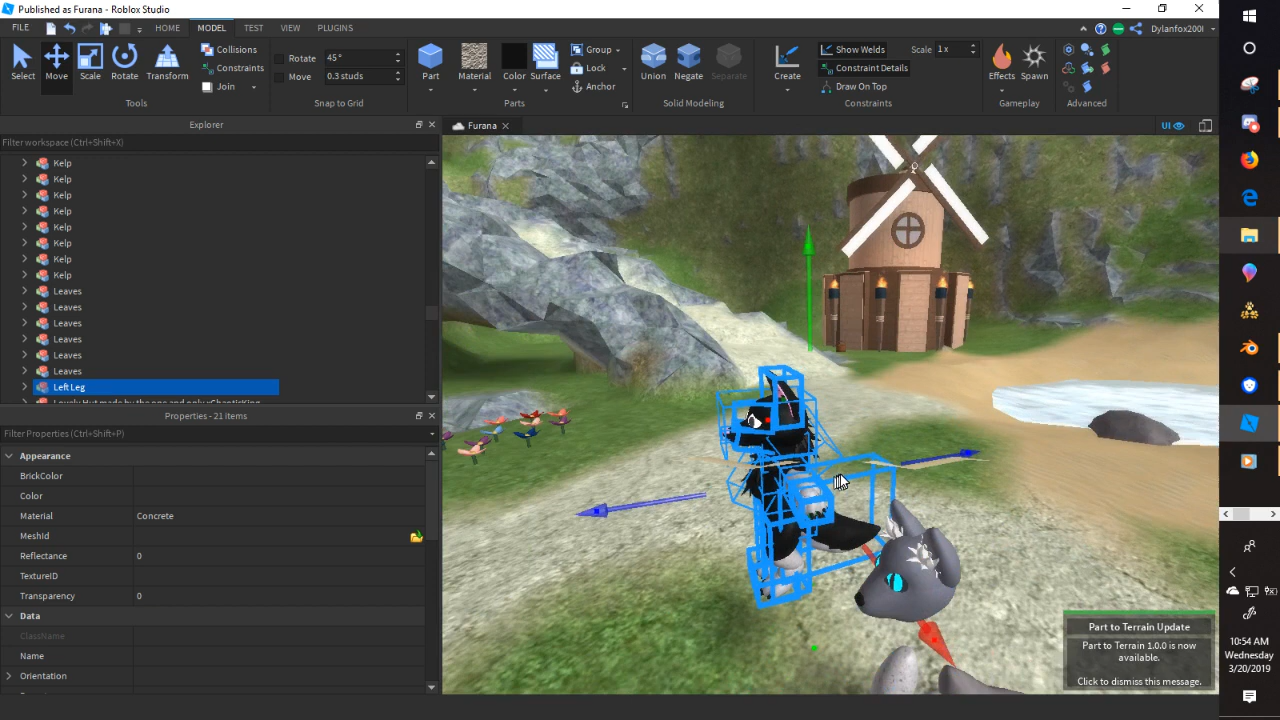 Published as Furana - Roblox Studio
FILE HOME MODEL TEST VIEW PLUGINS Dylanfox200l
Select Move Scale Rotate Transform
Collisions
Constraints
Join
Tools
Rotate 45°
Move 0.3 studs
Snap to Grid
Part Material Color Surface
Group
Lock
Anchor
Parts
Union Negate Separate
Solid Modeling
Create
Show Welds Scale 1 x
Constraint Details
Draw On Top
Constraints
Effects Spawn
Gameplay
Advanced
Explorer
Filter workspace (Ctrl+Shift+X)
Kelp
Kelp
Kelp
Kelp
Kelp
Kelp
Kelp
Kelp
Leaves
Leaves
Leaves
Leaves
Leaves
Leaves
Left Leg
Properties - 21 items
Filter Properties (Ctrl+Shift+P)
Appearance
BrickColor
Color
Material Concrete
MeshId
Reflectance 0
TextureID
Transparency 0
Data
ClassName
Name
Orientation
Furana
UI
Part to Terrain Update
Part to Terrain 1.0.0 is now
available.
Click to dismiss this message.
10:54 AM
Wednesday
3/20/2019